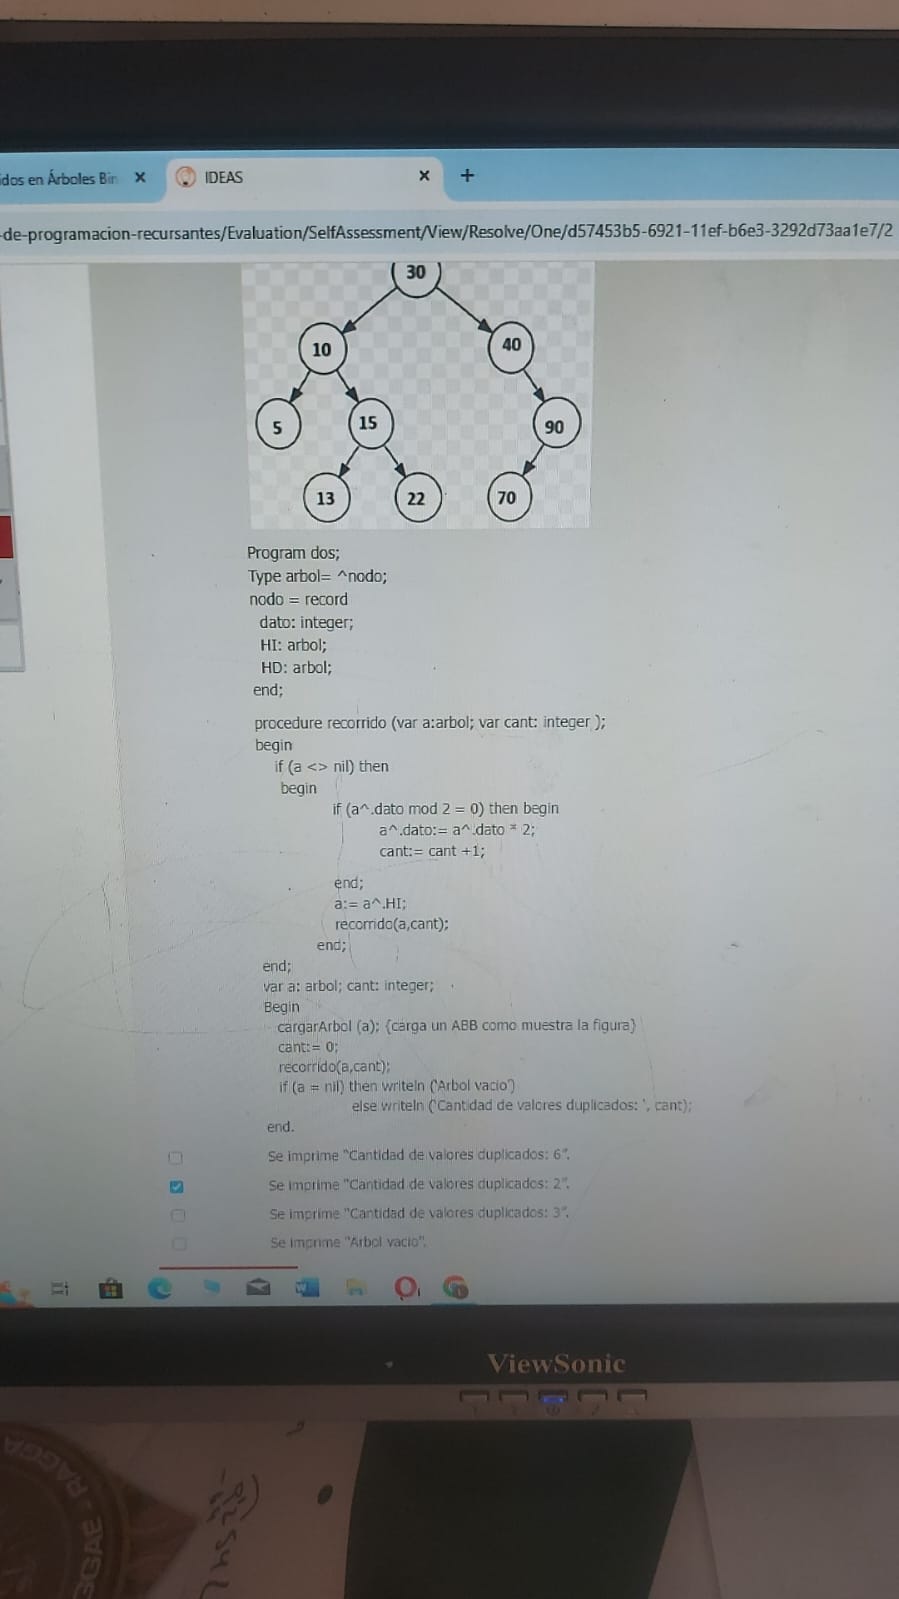 idos en Árboles Bin
IDEAS
-de-programacion-recursantes/Evaluation/SelfAssessment/View/Resolve/One/d57453b5-6921-11ef-b6e3-3292d73aa1e7/2
30
10
40
5
15
90
13
22
70
Program dos;
Type arbol= ^nodo;
nodo = record
dato: integer;
HI: arbol;
HD: arbol;
end;
procedure recorrido (var a:arbol; var cant: integer );
begin
if (a <> nil) then
begin
if (a^.dato mod 2 = 0) then begin
a^.dato:= a^.dato * 2;
cant:= cant +1;
end;
a:= a^.HI;
recorrido(a,cant);
end;
end;
var a: arbol; cant: integer;
Begin
cargarArbol (a); {carga un ABB como muestra la figura}
cant:= 0;
recorrido(a,cant);
if (a = nil) then writeln ('Arbol vacio')
else writeln ('Cantidad de valores duplicados: ', cant);
end.
Se imprime "Cantidad de valores duplicados: 6".
Se imprime "Cantidad de valores duplicados: 2".
Se imprime "Cantidad de valores duplicados: 3".
Se imprime "Arbol vacio".
ViewSonic
RAGGA
GGAE